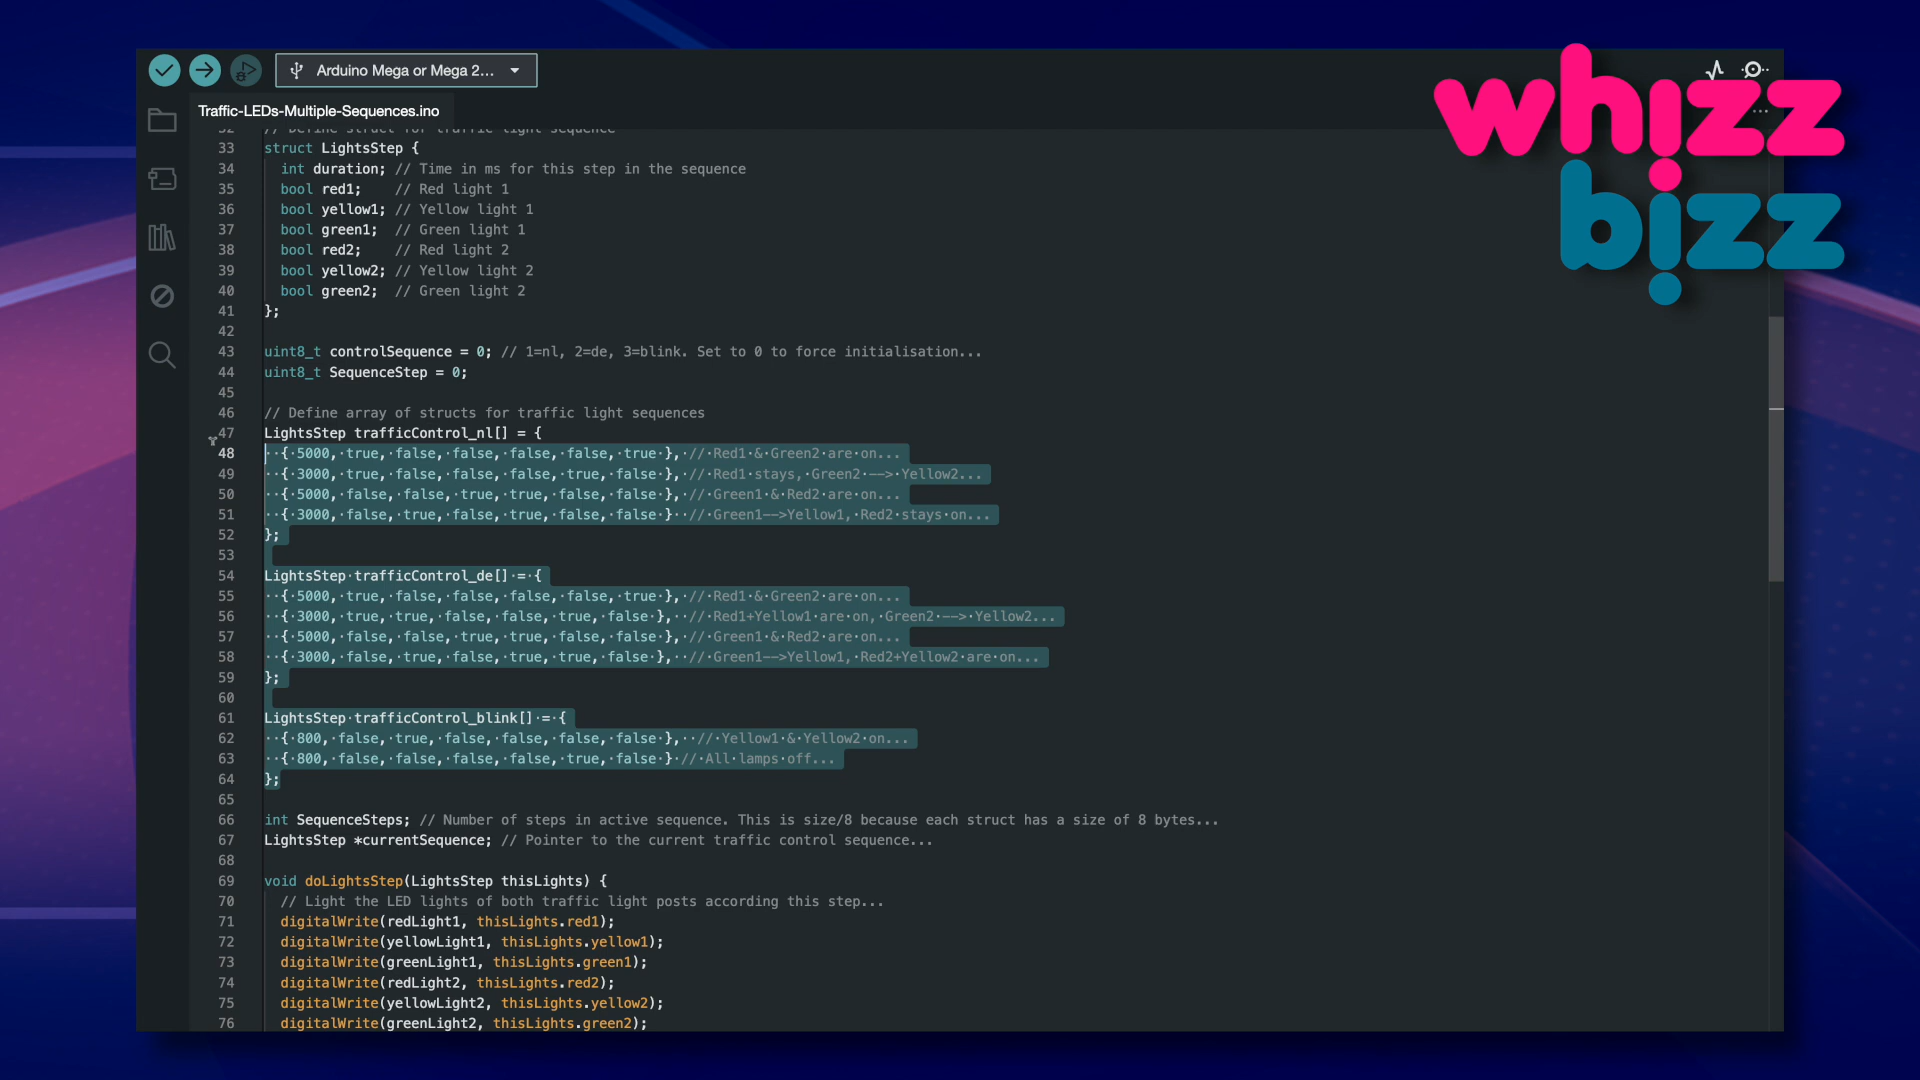 Arduino Mega or Mega 2...
whizz
bizz
Traffic-LEDs-Multiple-Sequences.ino
32 // Define struct for traffic light sequence
33 struct LightsStep {
34 int duration; // Time in ms for this step in the sequence
35 bool red1; // Red light 1
36 bool yellow1; // Yellow light 1
37 bool green1; // Green light 1
38 bool red2; // Red light 2
39 bool yellow2; // Yellow light 2
40 bool green2; // Green light 2
41 };
42
43 uint8_t controlSequence = 0; // 1=nl, 2=de, 3=blink. Set to 0 to force initialisation...
44 uint8_t SequenceStep = 0;
45
46 // Define array of structs for traffic light sequences
47 LightsStep trafficControl_nl[] = {
48 { 5000, true, false, false, false, false, true }, // Red1 & Green2 are on...
49 { 3000, true, false, false, false, true, false }, // Red1 stays, Green2 --> Yellow2...
50 { 5000, false, false, true, true, false, false }, // Green1 & Red2 are on...
51 { 3000, false, true, false, true, false, false } // Green1-->Yellow1, Red2 stays on...
52 };
53
54 LightsStep trafficControl_de[] = {
55 { 5000, true, false, false, false, false, true }, // Red1 & Green2 are on...
56 { 3000, true, true, false, false, true, false }, // Red1+Yellow1 are on, Green2 --> Yellow2...
57 { 5000, false, false, true, true, false, false }, // Green1 & Red2 are on...
58 { 3000, false, true, false, true, true, false }, // Green1-->Yellow1, Red2+Yellow2 are on...
59 };
60
61 LightsStep trafficControl_blink[] = {
62 { 800, false, true, false, false, false, false }, // Yellow1 & Yellow2 on...
63 { 800, false, false, false, false, true, false } // All lamps off...
64 };
65
66 int SequenceSteps; // Number of steps in active sequence. This is size/8 because each struct has a size of 8 bytes...
67 LightsStep *currentSequence; // Pointer to the current traffic control sequence...
68
69 void doLightsStep(LightsStep thisLights) {
70 // Light the LED lights of both traffic light posts according this step...
71 digitalWrite(redLight1, thisLights.red1);
72 digitalWrite(yellowLight1, thisLights.yellow1);
73 digitalWrite(greenLight1, thisLights.green1);
74 digitalWrite(redLight2, thisLights.red2);
75 digitalWrite(yellowLight2, thisLights.yellow2);
76 digitalWrite(greenLight2, thisLights.green2);